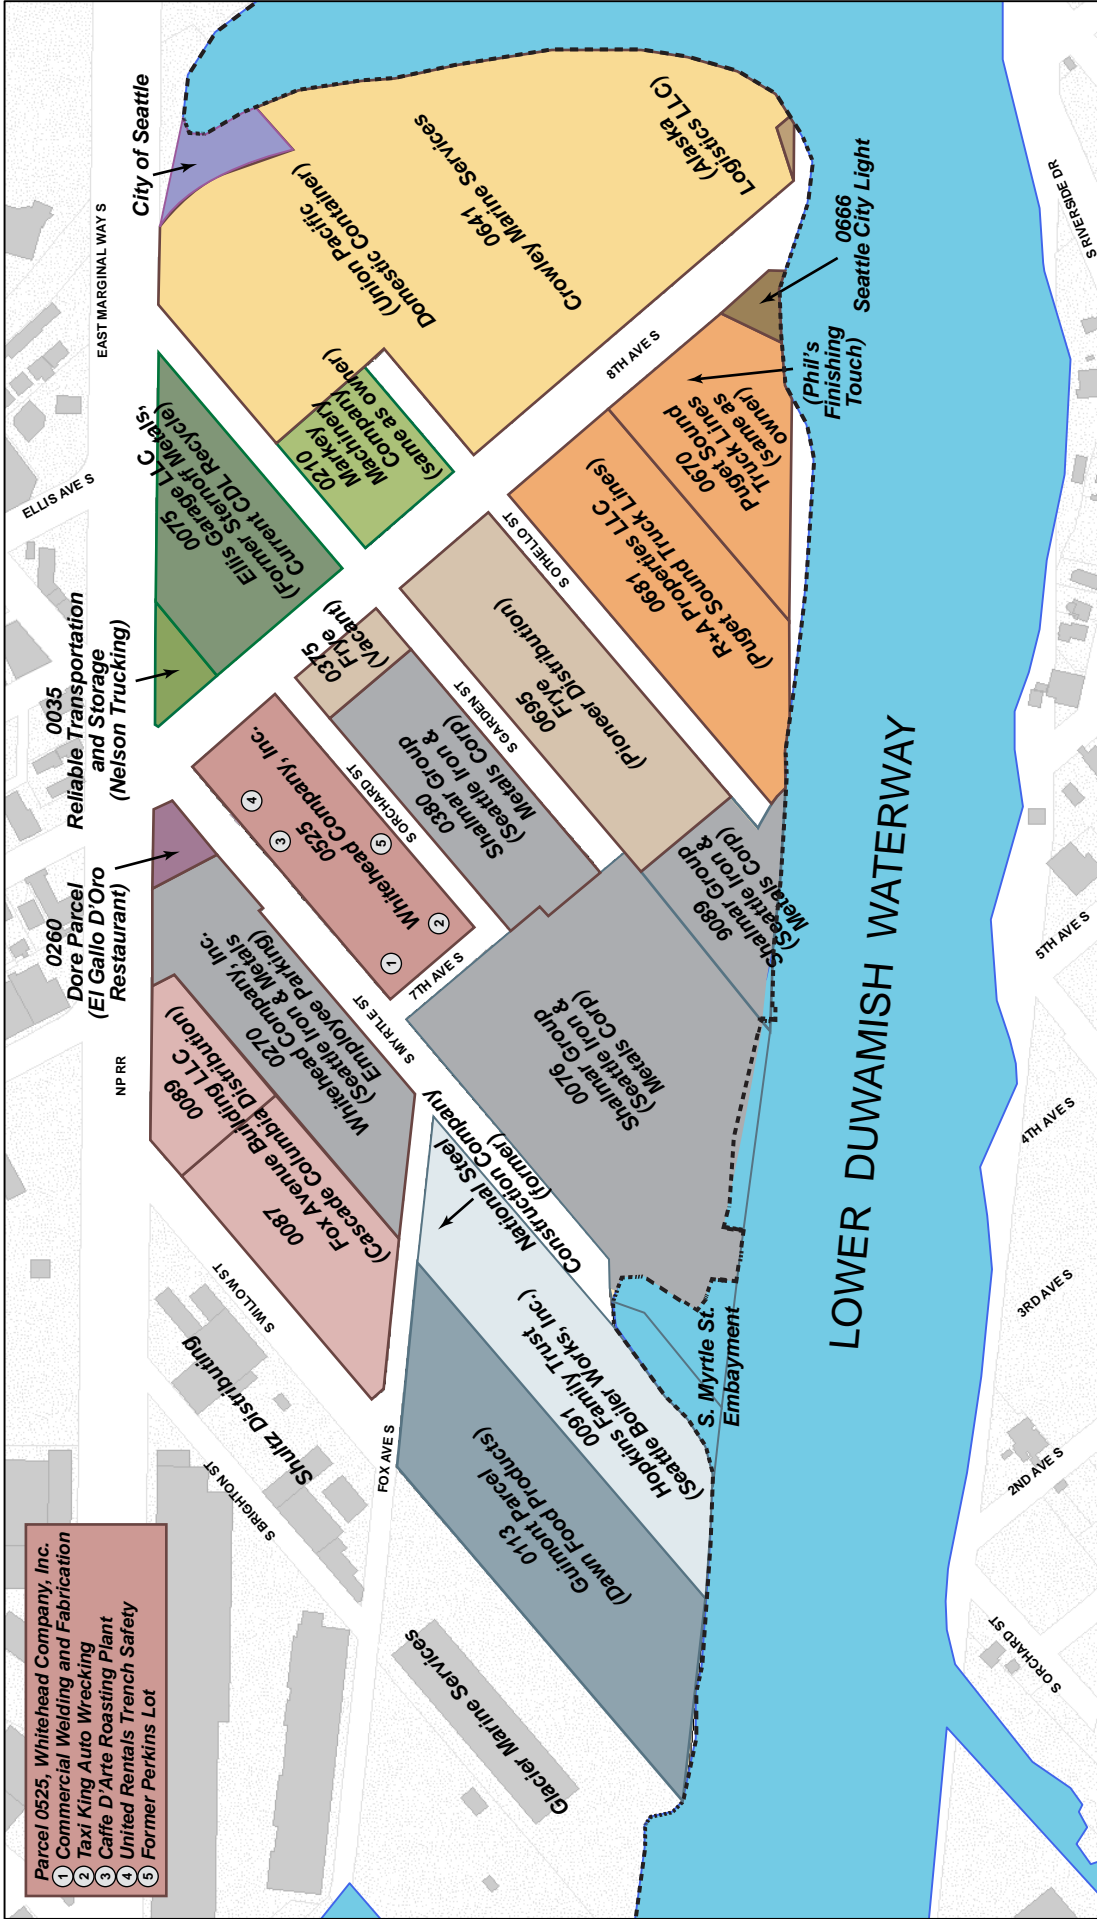 Parcel 0525, Whitehead Company, Inc.
1 Commercial Welding and Fabrication
2 Taxi King Auto Wrecking
3 Caffe D'Arte Roasting Plant
4 United Rentals Trench Safety
5 Former Perkins Lot
NP RR
EAST MARGINAL WAY S
ELLIS AVE S
City of Seattle
0260
Dore Parcel
(El Gallo D'Oro
Restaurant)
0035
Reliable Transportation
and Storage
(Nelson Trucking)
0075
Ellis Garage LLC
(Former Sternoff Metals,
Current CDL Recycle)
0210
Markey
Machinery
Company
(same as owner)
(Union Pacific
Domestic Container)
0641
Crowley Marine Services
(Alaska
Logistics LLC)
0666
Seattle City Light
(Phil's
Finishing
Touch)
0670
Puget Sound
Truck Lines
(same as
owner)
0681
R+A Properties LLC
(Puget Sound Truck Lines)
8TH AVE S
S OTHELLO ST
0695
Frye
(Pioneer Distribution)
S GARDEN ST
0375
Frye
(Vacant)
0380
Shalmar Group
(Seattle Iron &
Metals Corp)
S ORCHARD ST
0525
Whitehead Company, Inc.
1
2
3
4
5
7TH AVE S
S MYRTLE ST
9089
Shalmar Group
(Seattle Iron &
Metals Corp)
0076
Shalmar Group
(Seattle Iron &
Metals Corp)
0270
Whitehead Company, Inc.
(Seattle Iron & Metals
Employee Parking)
0089
0087
Fox Avenue Building LLC
(Cascade Columbia Distribution)
National Steel
Construction Company
(former)
0091
Hopkins Family Trust
(Seattle Boiler Works, Inc.)
0113
Guimont Parcel
(Dawn Food Products)
S. Myrtle St.
Embayment
S WILLOW ST
Shultz Distributing
S BRIGHTON ST
FOX AVE S
Glacier Marine Services
LOWER DUWAMISH WATERWAY
S ORCHARD ST
2ND AVE S
3RD AVE S
4TH AVE S
5TH AVE S
S RIVERSIDE DR